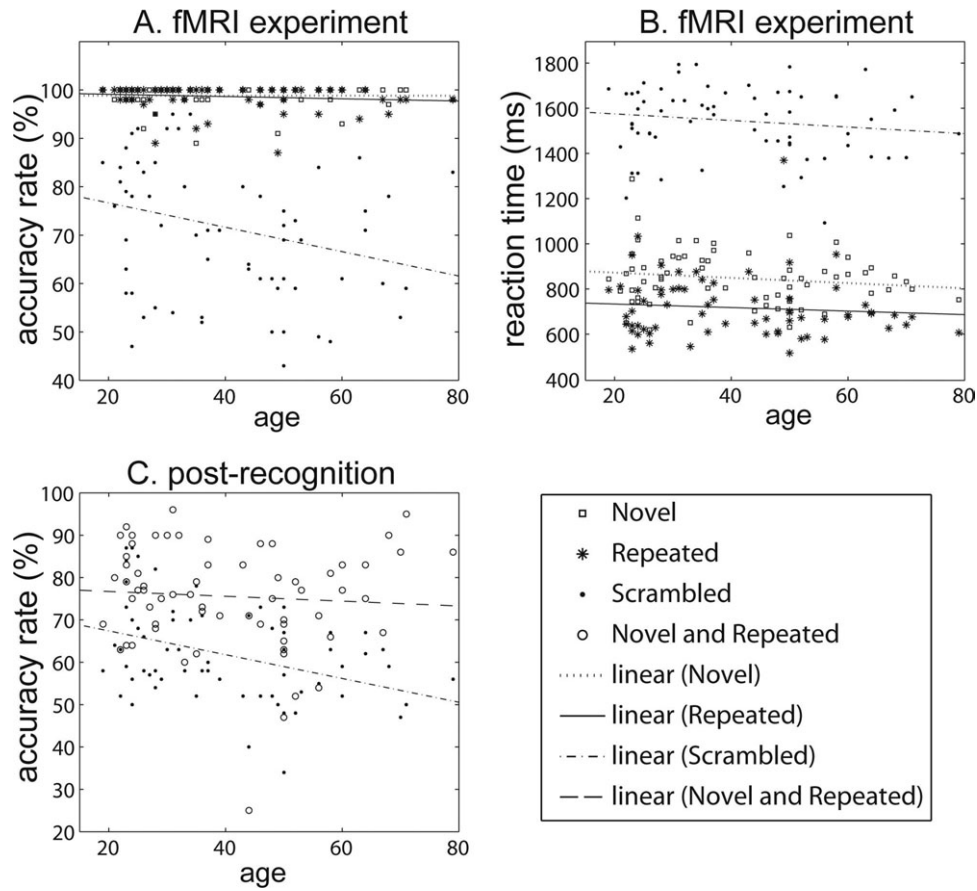 A. fMRI experiment
accuracy rate (%)
100
90
80
70
60
50
40
20
40
60
80
age
B. fMRI experiment
reaction time (ms)
1800
1600
1400
1200
1000
800
600
400
20
40
60
80
age
C. post-recognition
accuracy rate (%)
100
90
80
70
60
50
40
30
20
20
40
60
80
age
Novel
Repeated
Scrambled
Novel and Repeated
linear (Novel)
linear (Repeated)
linear (Scrambled)
linear (Novel and Repeated)